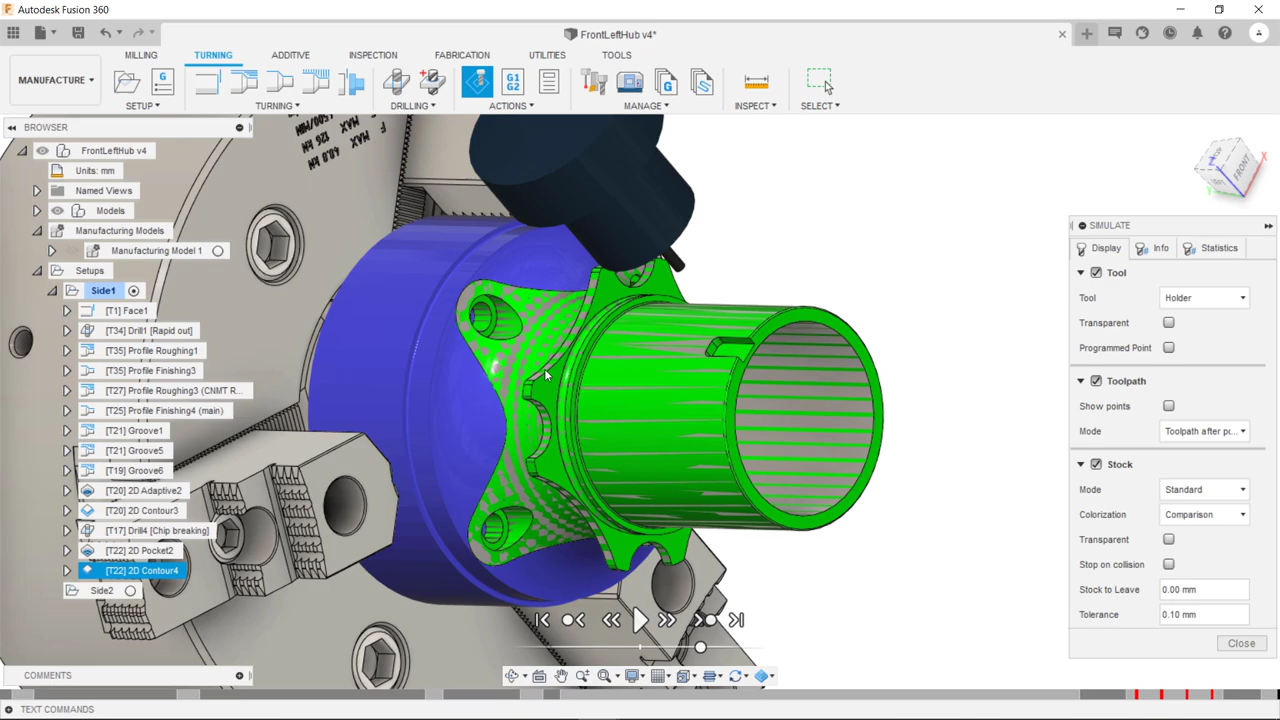 Autodesk Fusion 360
FrontLeftHub v4*
MILLING
TURNING
ADDITIVE
INSPECTION
FABRICATION
UTILITIES
TOOLS
MANUFACTURE
SETUP
TURNING
DRILLING
ACTIONS
MANAGE
INSPECT
SELECT
G
G1
G2
G
BROWSER
FrontLeftHub v4
Units: mm
Named Views
Models
Manufacturing Models
Manufacturing Model 1
Setups
Side1
[T1] Face1
[T34] Drill1 [Rapid out]
[T35] Profile Roughing1
[T35] Profile Finishing3
[T27] Profile Roughing3 (CNMT R...
[T25] Profile Finishing4 (main)
[T21] Groove1
[T21] Groove5
[T19] Groove6
[T20] 2D Adaptive2
[T20] 2D Contour3
[T17] Drill4 [Chip breaking]
[T22] 2D Pocket2
[T22] 2D Contour4
Side2
FRONT
X
Y
Z
SIMULATE
Display
Info
Statistics
Tool
Tool
Holder
Transparent
Programmed Point
Toolpath
Show points
Mode
Toolpath after po...
Stock
Mode
Standard
Colorization
Comparison
Transparent
Stop on collision
Stock to Leave
0.00 mm
Tolerance
0.10 mm
Close
COMMENTS
TEXT COMMANDS